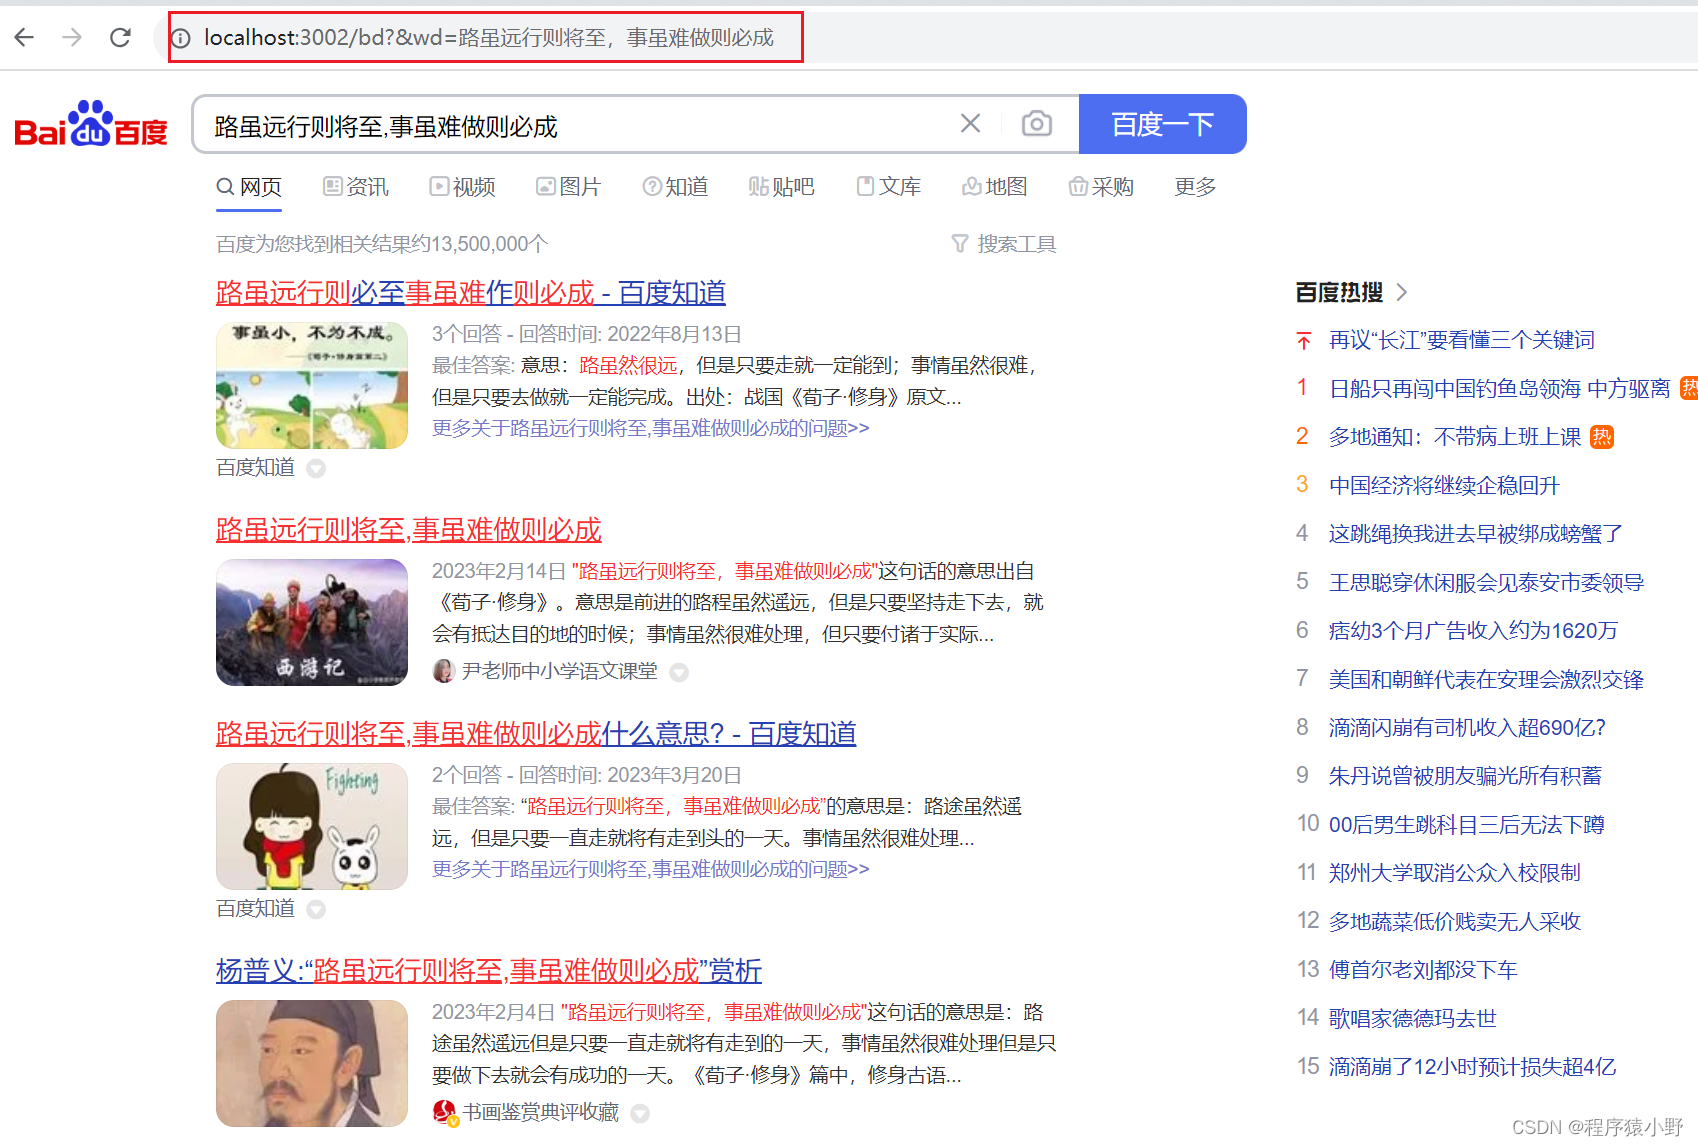 localhost:3002/bd?&wd=路虽远行则将至，事虽难做则必成
Bai du 百度
路虽远行则将至,事虽难做则必成
百度一下
网页 资讯 视频 图片 知道 贴吧 文库 地图 采购 更多
百度为您找到相关结果约13,500,000个
搜索工具
路虽远行则必至事虽难作则必成 - 百度知道
事虽小，不为不成。
——《荀子·修身第二》
3个回答 - 回答时间: 2022年8月13日
最佳答案: 意思：路虽然很远，但是只要走就一定能到；事情虽然很难，
但是只要去做就一定能完成。出处：战国《荀子·修身》原文...
更多关于路虽远行则将至,事虽难做则必成的问题>>
百度知道
路虽远行则将至,事虽难做则必成
西游记
2023年2月14日 "路虽远行则将至，事虽难做则必成"这句话的意思出自
《荀子·修身》。意思是前进的路程虽然遥远，但是只要坚持走下去，就
会有抵达目的地的时候；事情虽然很难处理，但只要付诸于实际...
尹老师中小学语文课堂
路虽远行则将至,事虽难做则必成什么意思? - 百度知道
Fighting
2个回答 - 回答时间: 2023年3月20日
最佳答案: “路虽远行则将至，事虽难做则必成”的意思是：路途虽然遥
远，但是只要一直走就将有走到头的一天。事情虽然很难处理...
更多关于路虽远行则将至,事虽难做则必成的问题>>
百度知道
杨普义:“路虽远行则将至,事虽难做则必成”赏析
2023年2月4日 "路虽远行则将至，事虽难做则必成"这句话的意思是：路
途虽然遥远但是只要一直走就将有走到的一天，事情虽然很难处理但是只
要做下去就会有成功的一天。《荀子·修身》篇中，修身古语...
书画鉴赏典评收藏
百度热搜
再议“长江”要看懂三个关键词
1 日船只再闯中国钓鱼岛领海 中方驱离 热
2 多地通知：不带病上班上课 热
3 中国经济将继续企稳回升
4 这跳绳换我进去早被绑成螃蟹了
5 王思聪穿休闲服会见泰安市委领导
6 痞幼3个月广告收入约为1620万
7 美国和朝鲜代表在安理会激烈交锋
8 滴滴闪崩有司机收入超690亿?
9 朱丹说曾被朋友骗光所有积蓄
10 00后男生跳科目三后无法下蹲
11 郑州大学取消公众入校限制
12 多地蔬菜低价贱卖无人采收
13 傅首尔老刘都没下车
14 歌唱家德德玛去世
15 滴滴崩了12小时预计损失超4亿
CSDN @程序猿小野